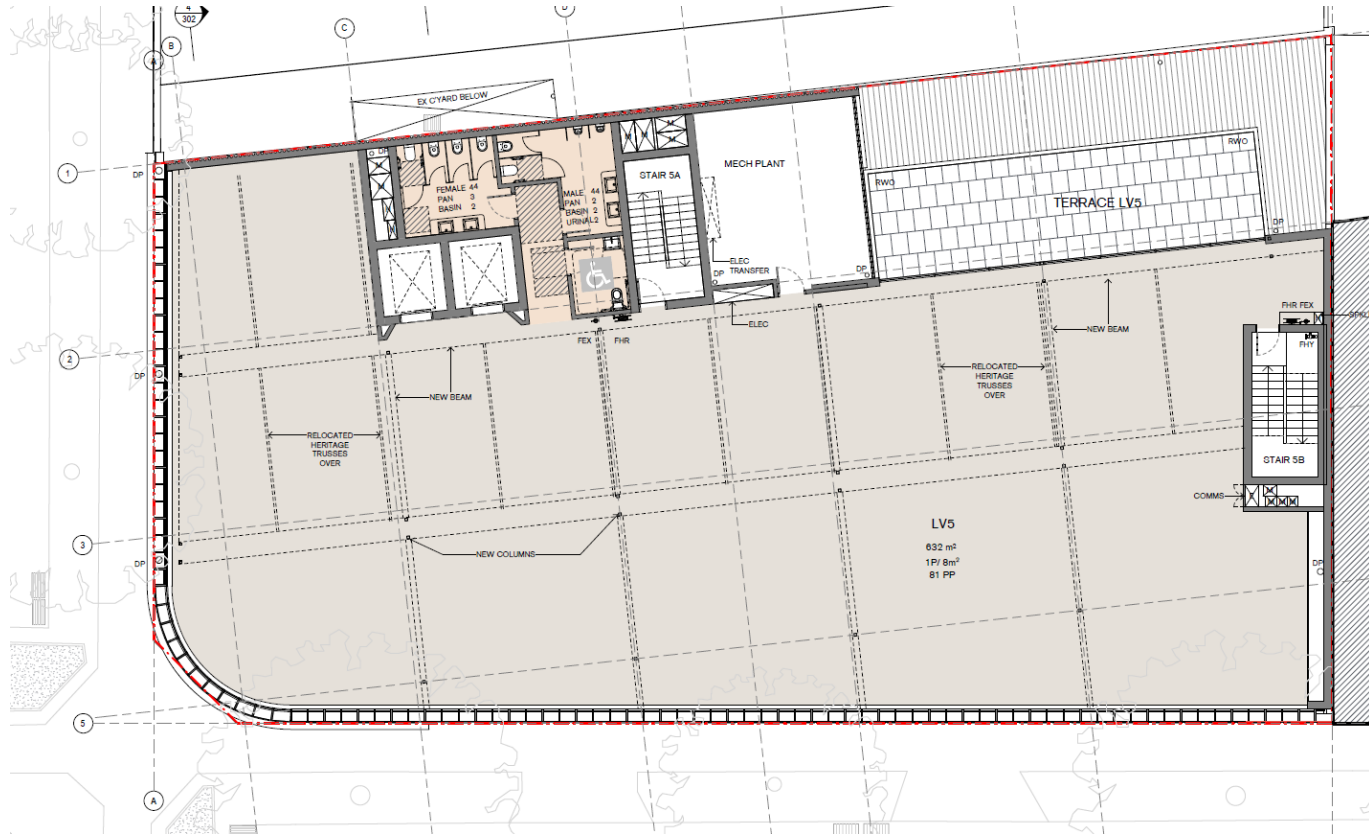 4
302
D
C
B
A
EX C'YARD BELOW
1
DP
DP
M
M
M
M
M
M
M
M
FEMALE 44
PAN 3
BASIN 2
MALE 44
PAN 2
BASIN 2
URINAL 2
STAIR 5A
MECH PLANT
RWO
RWO
TERRACE LV5
DP
ELEC
TRANSFER
DP
DP
ELEC
FEX
FHR
NEW BEAM
FHR FEX
M
SPKL
FHY
2
DP
NEW BEAM
RELOCATED
HERITAGE
TRUSSES
OVER
RELOCATED
HERITAGE
TRUSSES
OVER
STAIR 5B
COMMS
M
M
M
M
3
DP
NEW COLUMNS
LV5
632 m²
1P/ 8m²
81 PP
DP
5
A